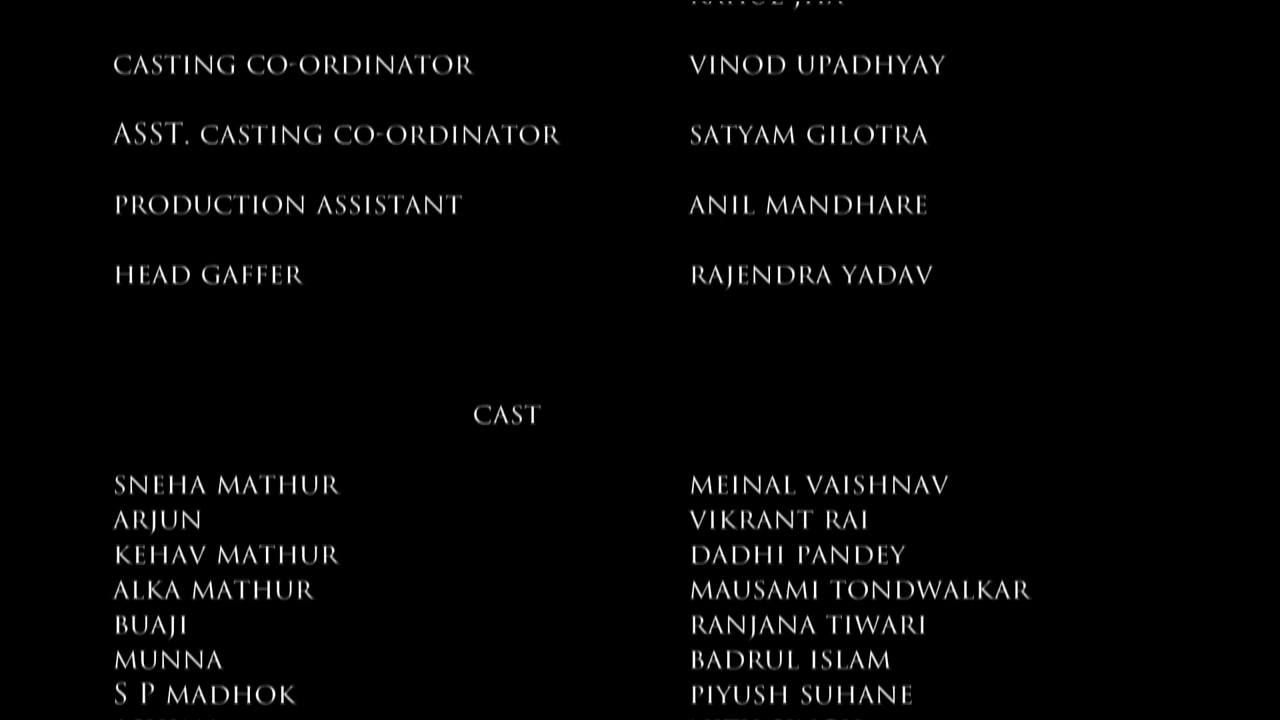 CASTING CO-ORDINATOR VINOD UPADHYAY
ASST. CASTING CO-ORDINATOR SATYAM GILOTRA
PRODUCTION ASSISTANT ANIL MANDHARE
HEAD GAFFER RAJENDRA YADAV
CAST
SNEHA MATHUR MEINAL VAISHNAV
ARJUN VIKRANT RAI
KEHAV MATHUR DADHI PANDEY
ALKA MATHUR MAUSAMI TONDWALKAR
BUAJI RANJANA TIWARI
MUNNA BADRUL ISLAM
S P MADHOK PIYUSH SUHANE